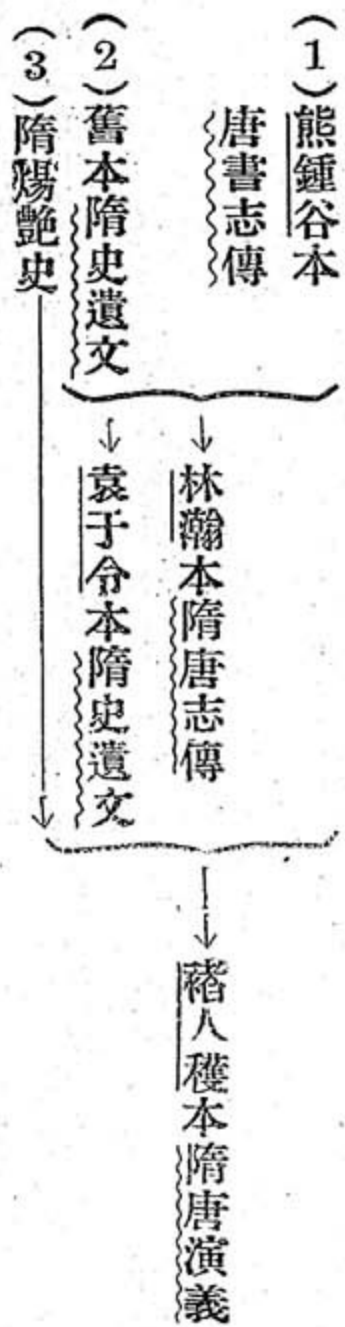 （1）熊鍾谷本
唐書志傳
（2）舊本隋史遺文
（3）隋煬艷史
→林瀚本隋唐志傳
→袁于令本隋史遺文
→褚人穫本隋唐演義